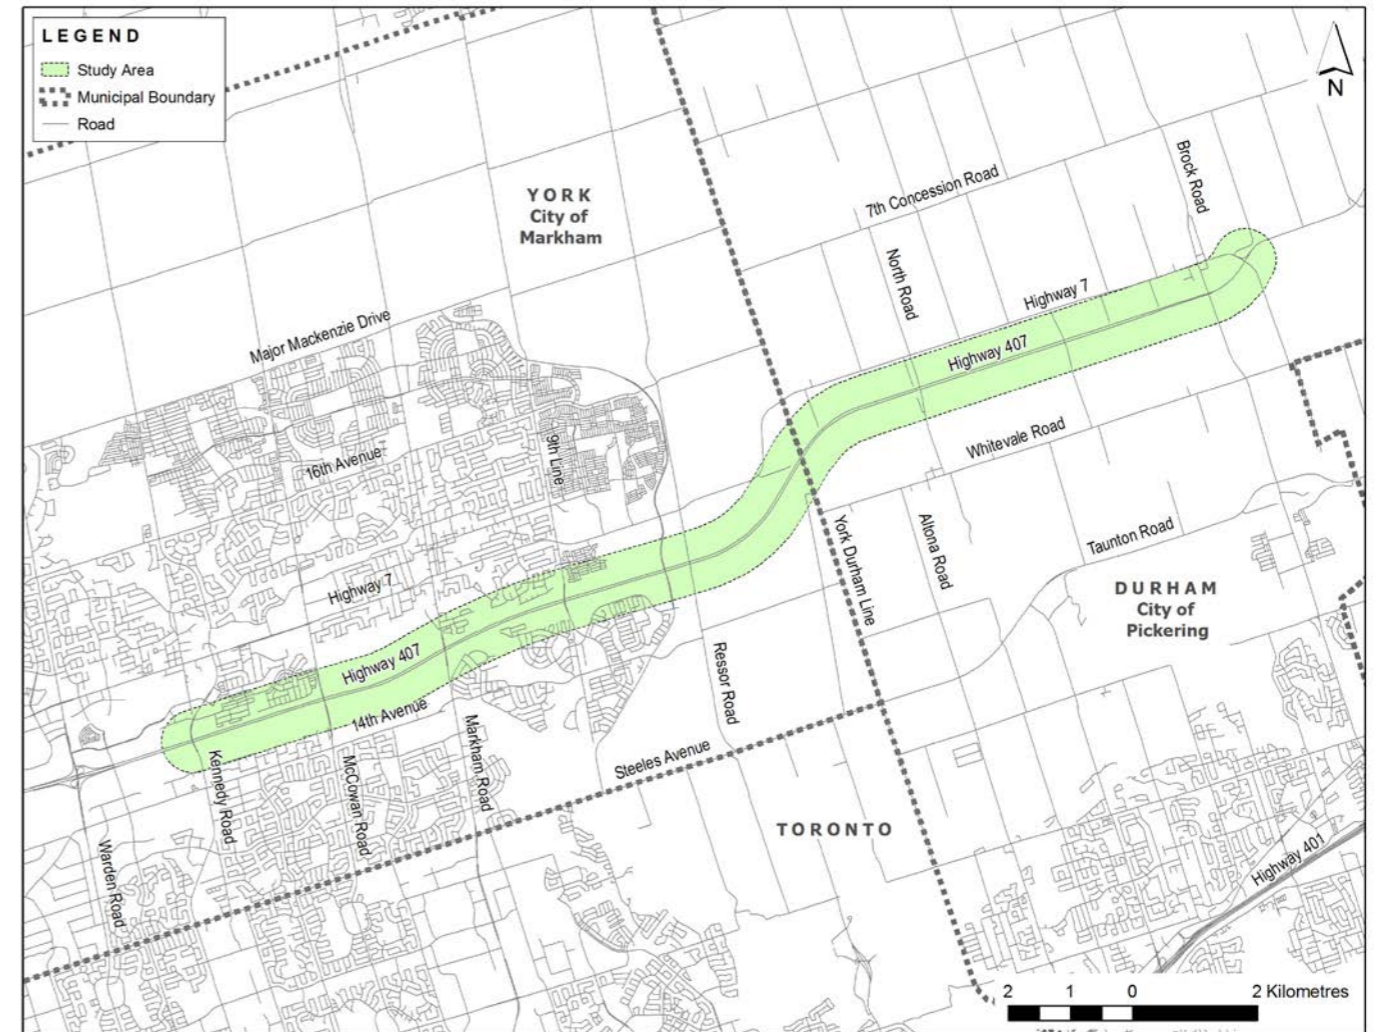 LEGEND
Study Area
Municipal Boundary
Road
N
YORK
City of
Markham
7th Concession Road
Brock Road
North Road
Highway 7
Major Mackenzie Drive
Highway 407
16th Avenue
9th Line
Whitevale Road
York Durham Line
Altona Road
Taunton Road
DURHAM
City of
Pickering
Highway 7
Highway 407
14th Avenue
Ressor Road
Markham Road
Kennedy Road
McCowan Road
Steeles Avenue
TORONTO
Warden Road
Highway 401
2 1 0 2 Kilometres